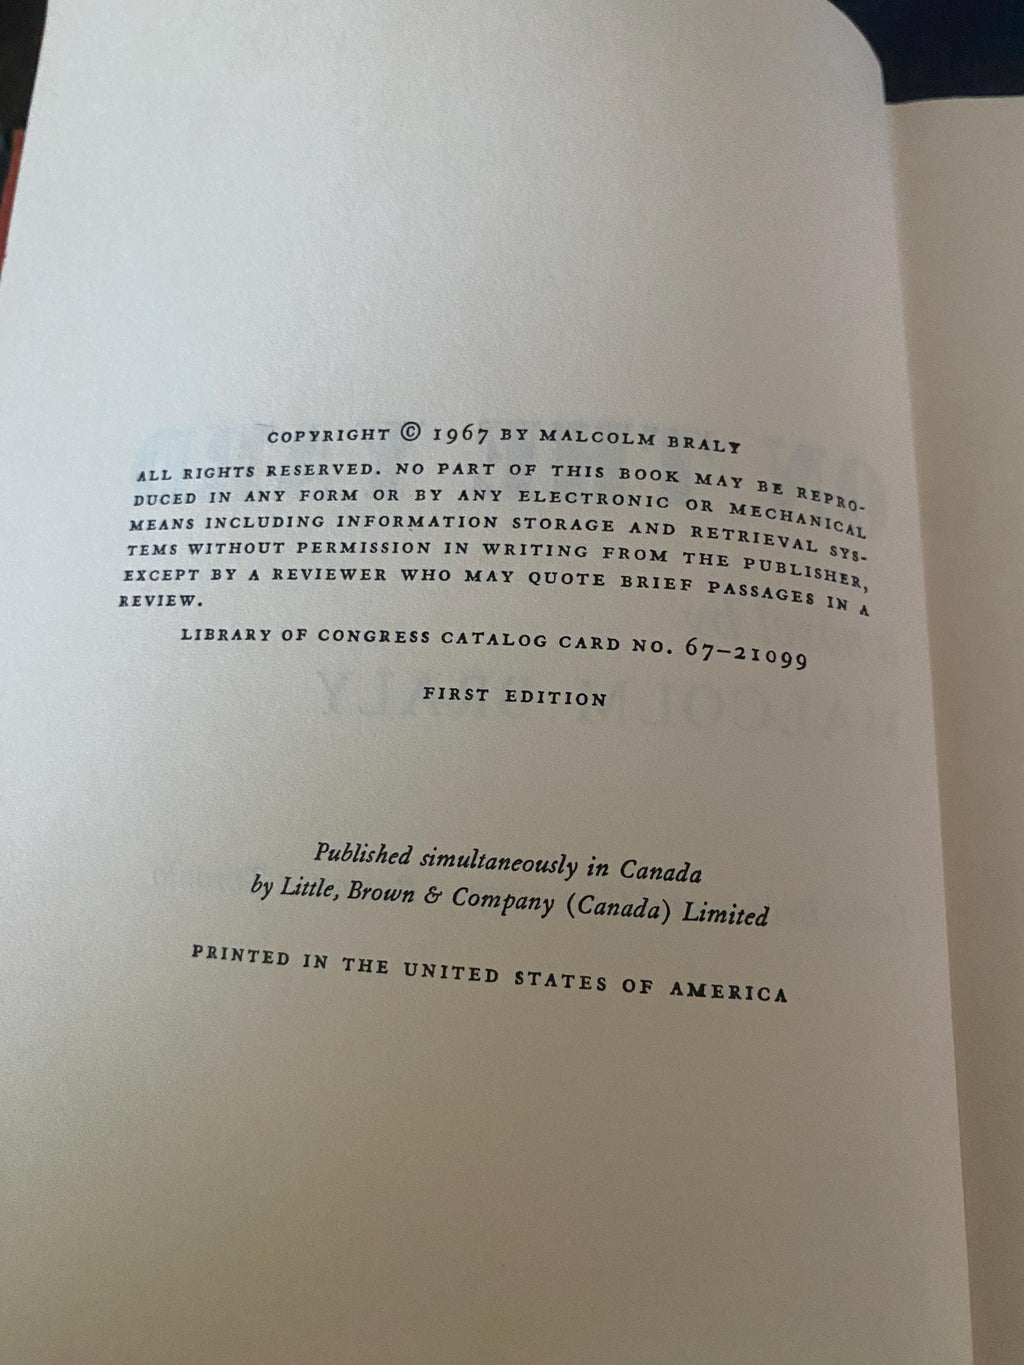 COPYRIGHT © 1967 BY MALCOLM BRALY
ALL RIGHTS RESERVED. NO PART OF THIS BOOK MAY BE REPRO-
DUCED IN ANY FORM OR BY ANY ELECTRONIC OR MECHANICAL
MEANS INCLUDING INFORMATION STORAGE AND RETRIEVAL SYS-
TEMS WITHOUT PERMISSION IN WRITING FROM THE PUBLISHER,
EXCEPT BY A REVIEWER WHO MAY QUOTE BRIEF PASSAGES IN A
REVIEW.
LIBRARY OF CONGRESS CATALOG CARD NO. 67–21099
FIRST EDITION
Published simultaneously in Canada
by Little, Brown & Company (Canada) Limited
PRINTED IN THE UNITED STATES OF AMERICA